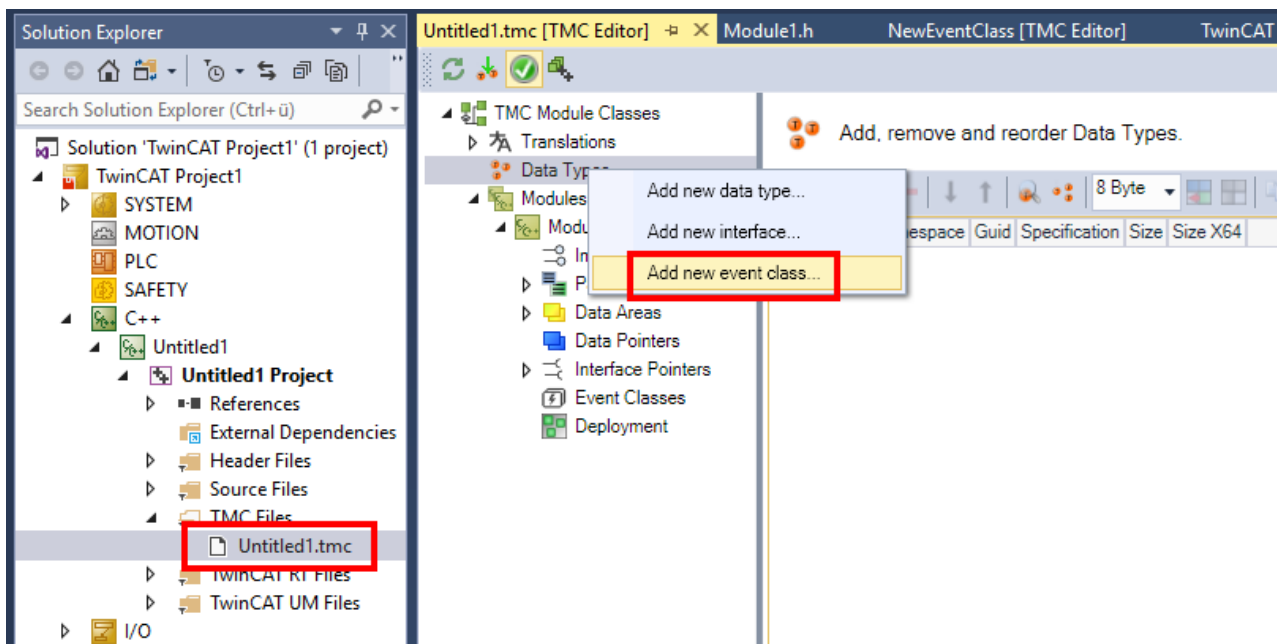 Solution Explorer
Search Solution Explorer (Ctrl+ü)
Solution 'TwinCAT Project1' (1 project)
TwinCAT Project1
SYSTEM
MOTION
PLC
SAFETY
C++
Untitled1
Untitled1 Project
References
External Dependencies
Header Files
Source Files
TMC Files
Untitled1.tmc
TwinCAT RT Files
TwinCAT UM Files
I/O
Untitled1.tmc [TMC Editor]
Module1.h
NewEventClass [TMC Editor]
TwinCAT
TMC Module Classes
Translations
Data Types
Modules
Modu
In
P
Data Areas
Data Pointers
Interface Pointers
Event Classes
Deployment
Add new data type...
Add new interface...
Add new event class...
Add, remove and reorder Data Types.
8 Byte
espace Guid Specification Size Size X64